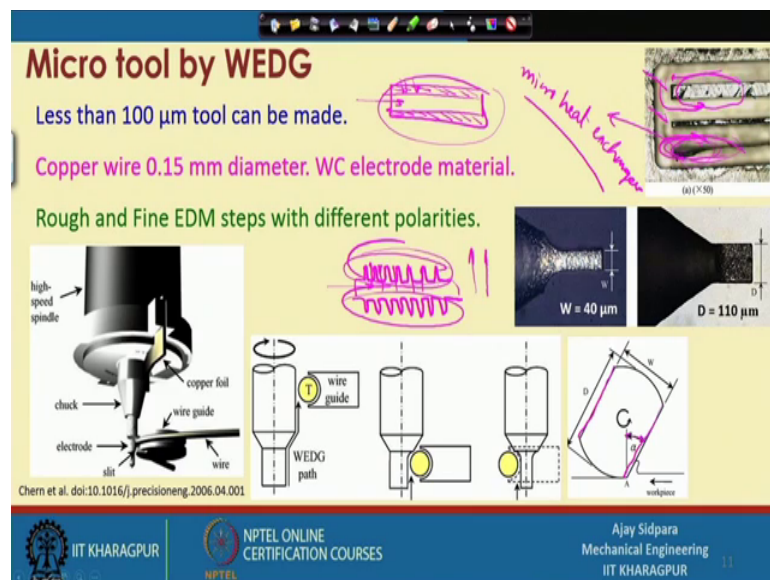 Micro tool by WEDG
Less than 100 µm tool can be made.
Copper wire 0.15 mm diameter. WC electrode material.
Rough and Fine EDM steps with different polarities.
micro heat exchanger
(a) (×50)
W
W = 40 µm
D
D = 110 µm
high-
speed
spindle
copper foil
chuck
wire guide
electrode
slit
wire
T
wire
guide
WEDG
path
D
W
α
A
workpiece
Chern et al. doi:10.1016/j.precisioneng.2006.04.001
IIT KHARAGPUR
NPTEL
NPTEL ONLINE
CERTIFICATION COURSES
Ajay Sidpara
Mechanical Engineering
IIT KHARAGPUR
11